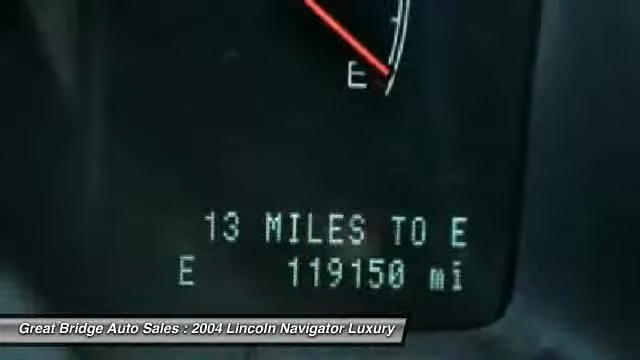 E
13 MILES TO E
E 119150 mi
Great Bridge Auto Sales : 2004 Lincoln Navigator Luxury